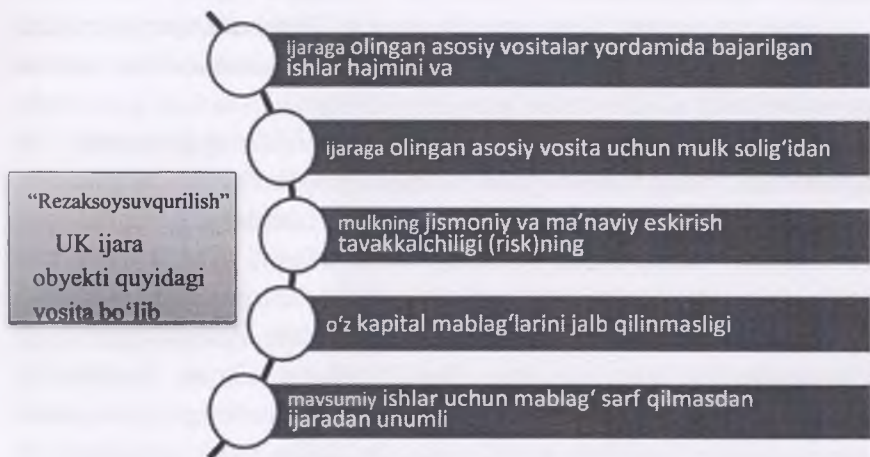 “Rezaksoysuvqurilish”
UK ijara
obyekti quyidagi
vosita bo‘lib
ijaraga olingan asosiy vositalar yordamida bajarilgan
ishlar hajmini va
ijaraga olingan asosiy vosita uchun mulk solig‘idan
mulkning jismoniy va ma’naviy eskirish
tavakkalchiligi (risk)ning
o‘z kapital mablag‘larini jalb qilinmasligi
mavsumiy ishlar uchun mablag‘ sarf qilmasdan
ijaradan unumli